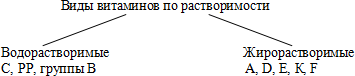 Виды витаминов по растворимости
Водорастворимые Жирорастворимые
С, РР, группы В А, D, Е, К, F